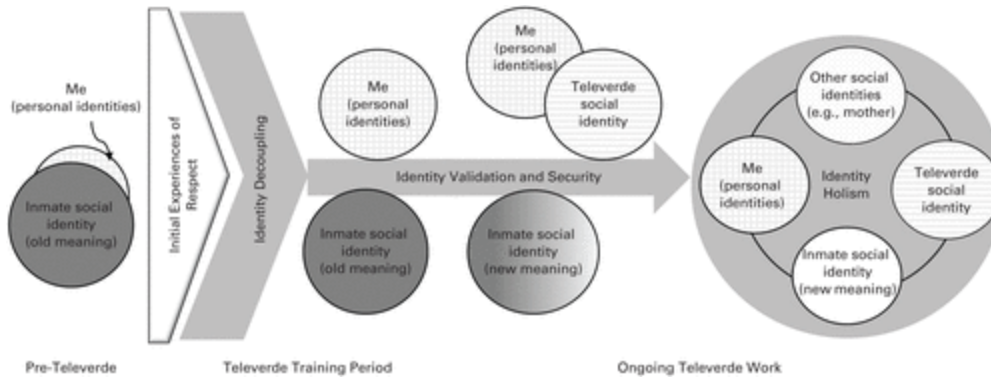 Me
(personal identities)
Inmate social
identity
(old meaning)
Initial Experiences of
Respect
Identity Decoupling
Me
(personal
identities)
Inmate social
identity
(old meaning)
Identity Validation and Security
Me
(personal
identities)
Televerde
social
identity
Inmate social
identity
(new meaning)
Other social
identities
(e.g., mother)
Me
(personal
identities)
Identity
Holism
Televerde
social
identity
Inmate social
identity
(new meaning)
Pre-Televerde
Televerde Training Period
Ongoing Televerde Work